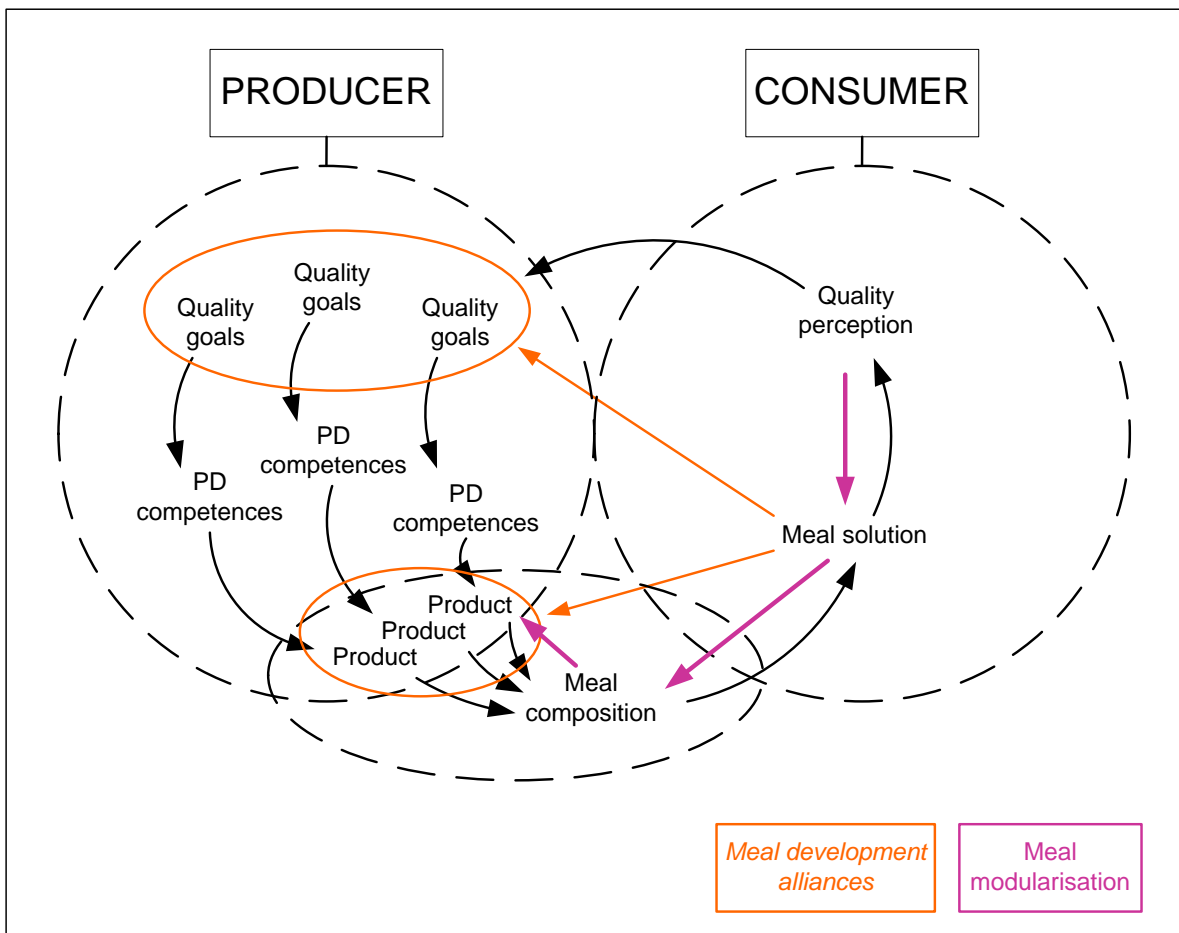 PRODUCER
CONSUMER
Quality
goals
Quality
goals
Quality
goals
Quality
perception
PD
competences
PD
competences
PD
competences
Meal solution
Product
Product
Product
Meal
composition
Meal development
alliances
Meal
modularisation